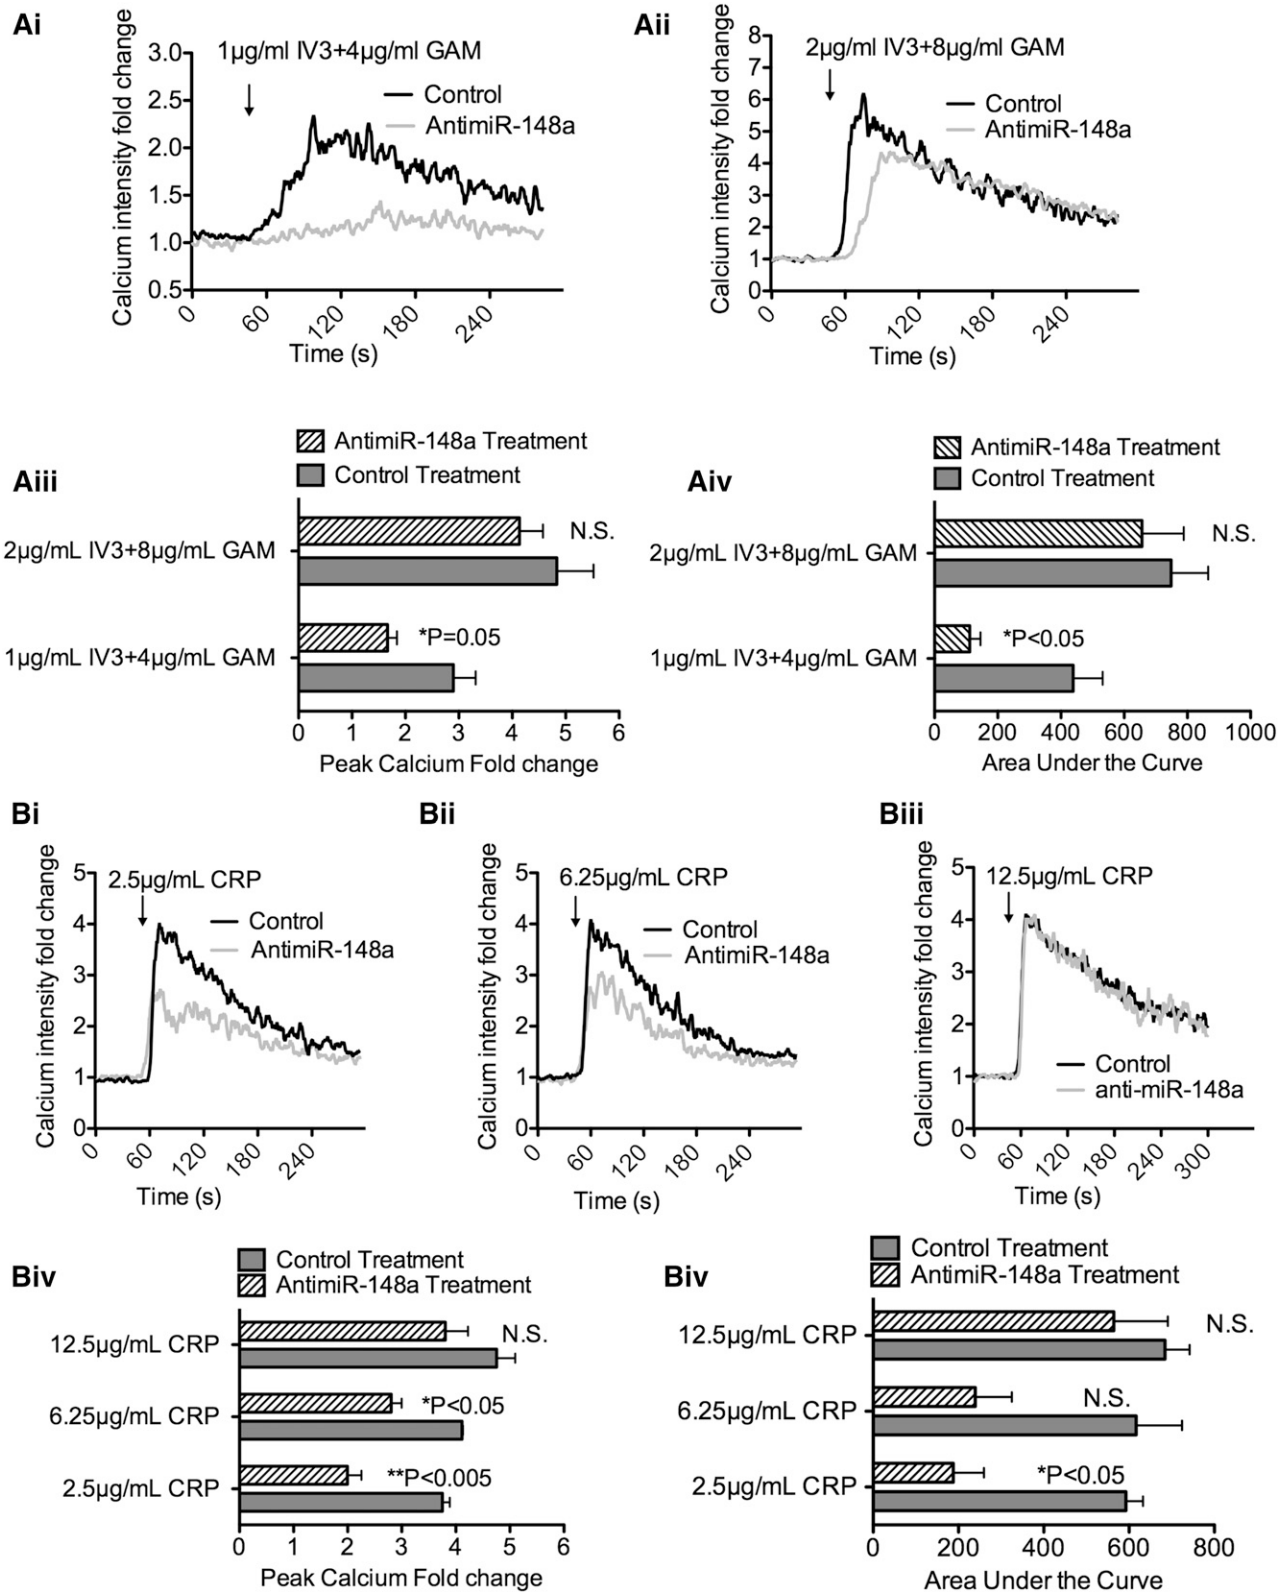 Ai
1µg/ml IV3+4µg/ml GAM
Control
AntimiR-148a
Calcium intensity fold change
3.0
2.5
2.0
1.5
1.0
0.5
0
60
120
180
240
Time (s)
Aii
2µg/ml IV3+8µg/ml GAM
Control
AntimiR-148a
Calcium intensity fold change
8
7
6
5
4
3
2
1
0
0
60
120
180
240
Time (s)
Aiii
AntimiR-148a Treatment
Control Treatment
2µg/mL IV3+8µg/mL GAM
N.S.
1µg/mL IV3+4µg/mL GAM
*P=0.05
0 1 2 3 4 5 6
Peak Calcium Fold change
Aiv
AntimiR-148a Treatment
Control Treatment
2µg/mL IV3+8µg/mL GAM
N.S.
1µg/mL IV3+4µg/mL GAM
*P<0.05
0 200 400 600 800 1000
Area Under the Curve
Bi
2.5µg/mL CRP
Control
AntimiR-148a
Calcium intensity fold change
5
4
3
2
1
0
0
60
120
180
240
Time (s)
Bii
6.25µg/mL CRP
Control
AntimiR-148a
Calcium intensity fold change
5
4
3
2
1
0
0
60
120
180
240
Time (s)
Biii
12.5µg/mL CRP
Calcium intensity fold change
5
4
3
2
1
0
Control
anti-miR-148a
0
60
120
180
240
300
Time (s)
Biv
Control Treatment
AntimiR-148a Treatment
12.5µg/mL CRP
N.S.
6.25µg/mL CRP
*P<0.05
2.5µg/mL CRP
**P<0.005
0 1 2 3 4 5 6
Peak Calcium Fold change
Biv
Control Treatment
AntimiR-148a Treatment
12.5µg/mL CRP
N.S.
6.25µg/mL CRP
N.S.
2.5µg/mL CRP
*P<0.05
0 200 400 600 800
Area Under the Curve